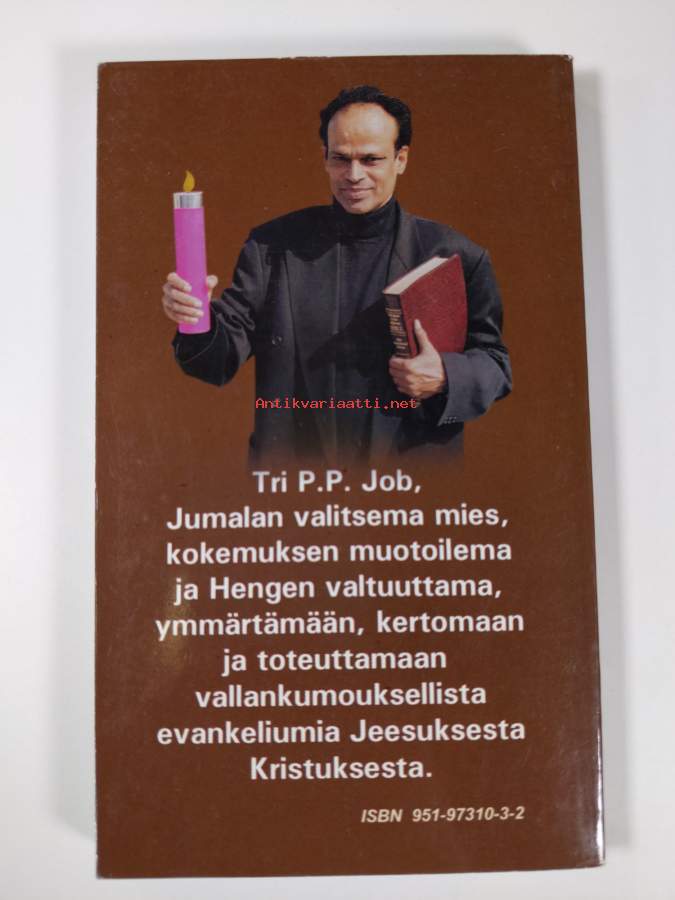 Antikvariaatti.net
Tri P.P. Job,
Jumalan valitsema mies,
kokemuksen muotoilema
ja Hengen valtuuttama,
ymmärtämään, kertomaan
ja toteuttamaan
vallankumouksellista
evankeliumia Jeesuksesta
Kristuksesta.
ISBN 951-97310-3-2